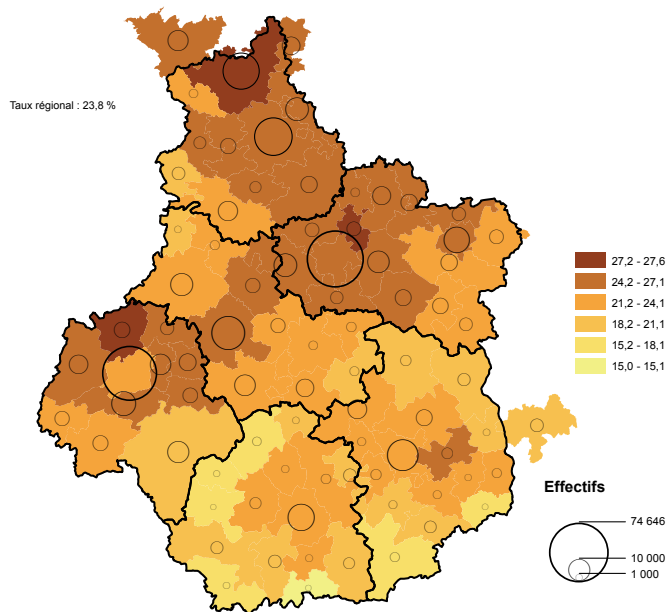 Taux régional : 23,8 %
27,2 - 27,6
24,2 - 27,1
21,2 - 24,1
18,2 - 21,1
15,2 - 18,1
15,0 - 15,1
Effectifs
74 646
10 000
1 000